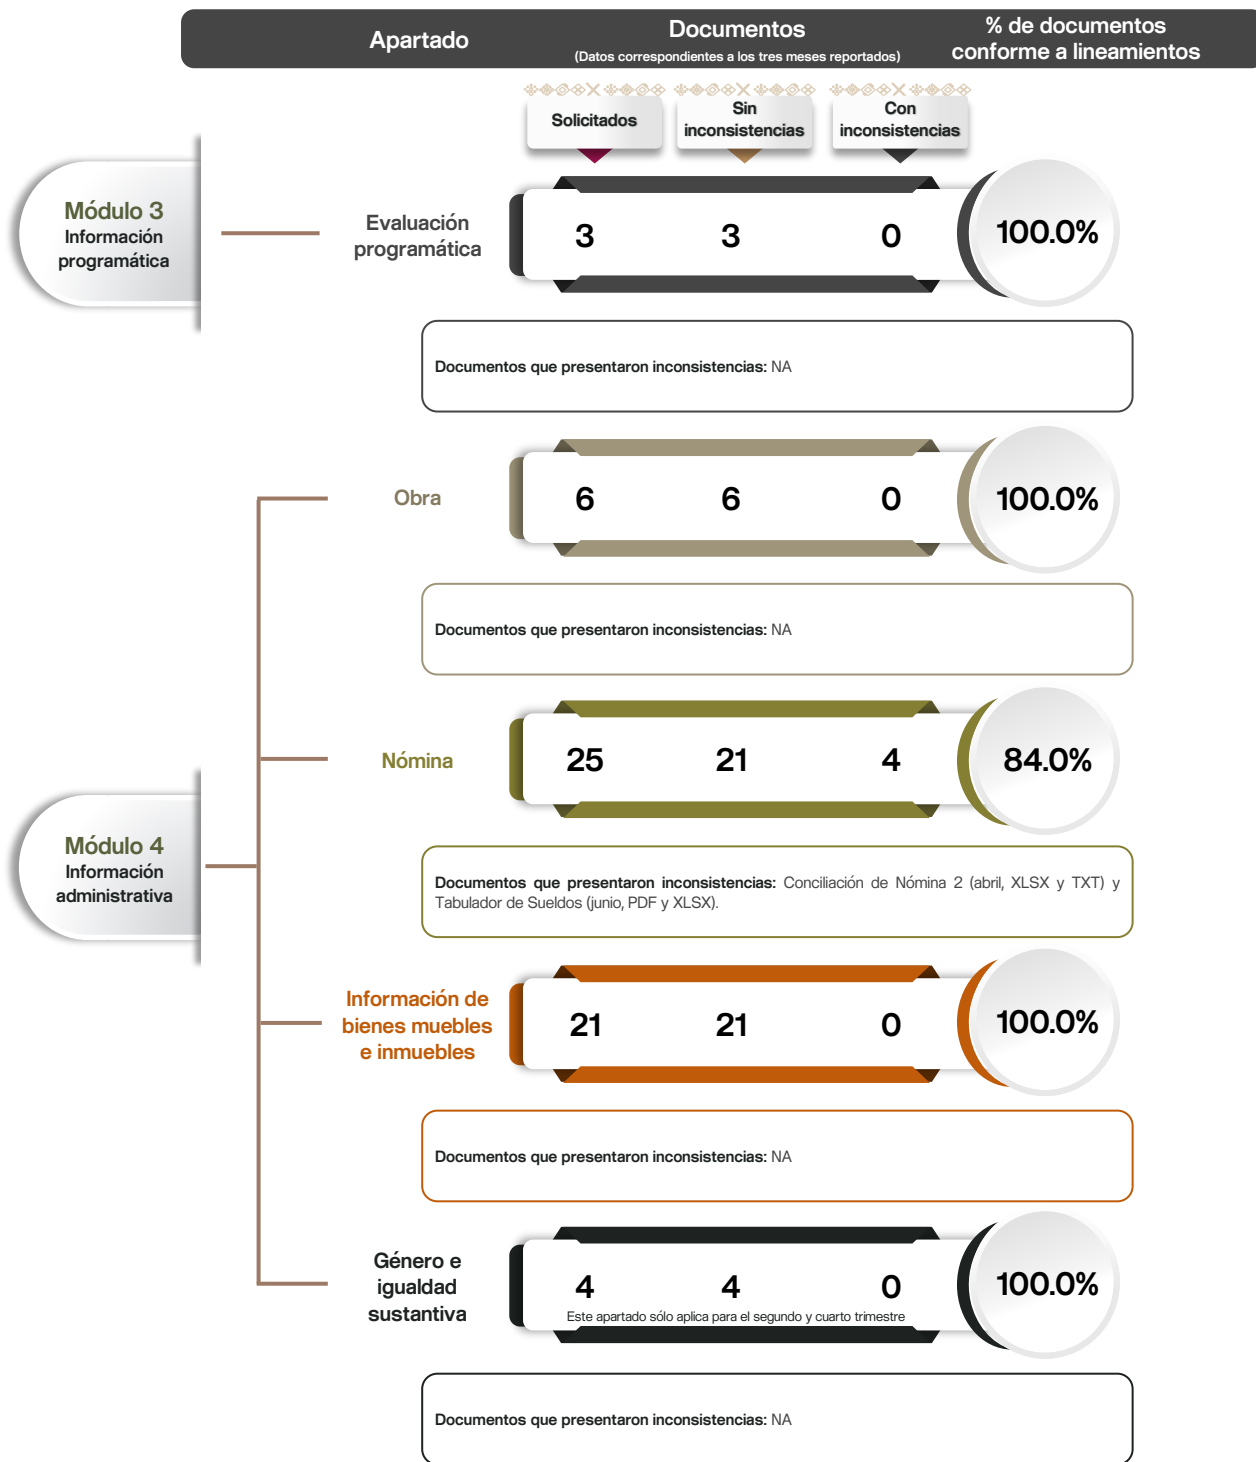 Apartado
Documentos
(Datos correspondientes a los tres meses reportados)
% de documentos
conforme a lineamientos
Solicitados
Sin
inconsistencias
Con
inconsistencias
Módulo 3
Información
programática
Evaluación
programática
3 3 0 100.0%
Documentos que presentaron inconsistencias: NA
Obra
6 6 0 100.0%
Documentos que presentaron inconsistencias: NA
Nómina
25 21 4 84.0%
Módulo 4
Información
administrativa
Documentos que presentaron inconsistencias: Conciliación de Nómina 2 (abril, XLSX y TXT) y
Tabulador de Sueldos (junio, PDF y XLSX).
Información de
bienes muebles
e inmuebles
21 21 0 100.0%
Documentos que presentaron inconsistencias: NA
Género e
igualdad
sustantiva
4 4 0 100.0%
Este apartado sólo aplica para el segundo y cuarto trimestre
Documentos que presentaron inconsistencias: NA